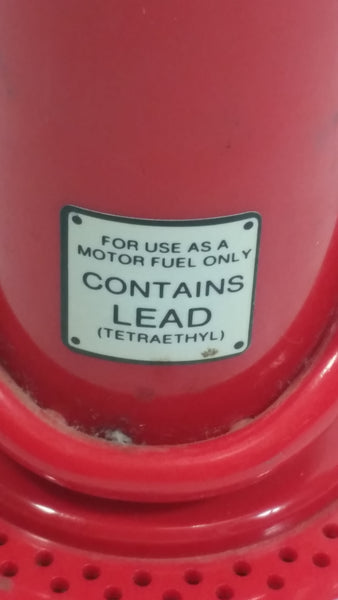 FOR USE AS A
MOTOR FUEL ONLY
CONTAINS
LEAD
(TETRAETHYL)